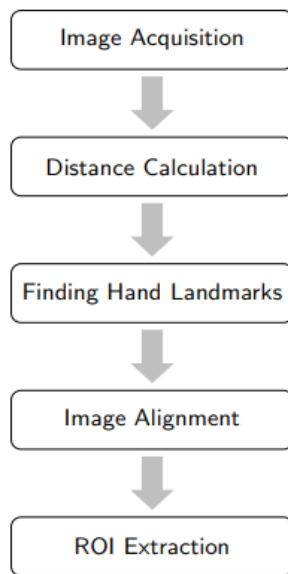 Image Acquisition
Distance Calculation
Finding Hand Landmarks
Image Alignment
ROI Extraction